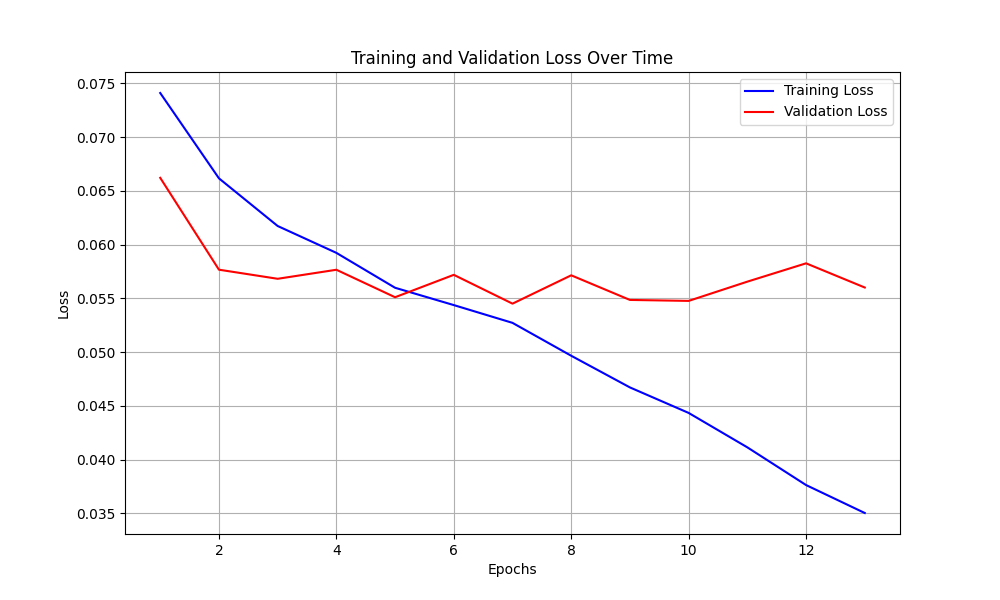 Training and Validation Loss Over Time
Training Loss
Validation Loss
0.075
0.070
0.065
0.060
0.055
0.050
0.045
0.040
0.035
Loss
2 4 6 8 10 12
Epochs